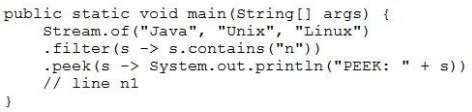 public static void main(String[] args) {
    Stream.of("Java", "Unix", "Linux")
    .filter(s -> s.contains("n"))
    .peek(s -> System.out.println("PEEK: " + s))
    // line n1
}